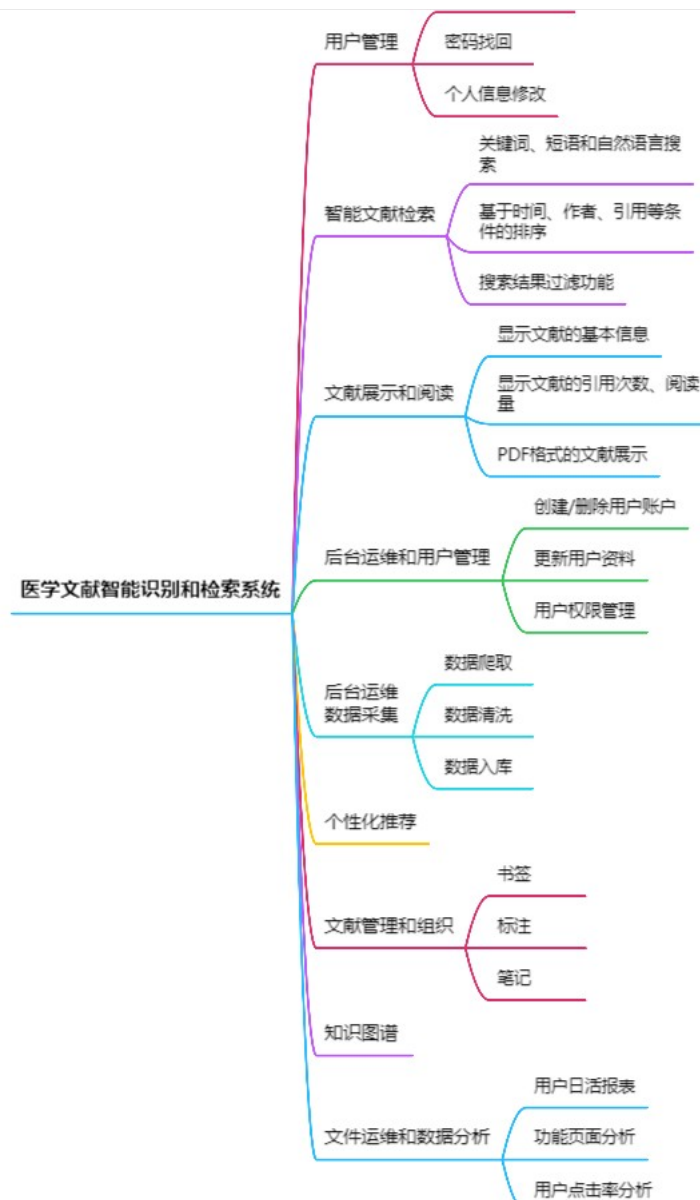 用户管理
密码找回
个人信息修改
智能文献检索
关键词、短语和自然语言搜
索
基于时间、作者、引用等条
件的排序
搜索结果过滤功能
文献展示和阅读
显示文献的基本信息
显示文献的引用次数、阅读
量
PDF格式的文献展示
医学文献智能识别和检索系统
后台运维和用户管理
创建/删除用户账户
更新用户资料
用户权限管理
后台运维
数据采集
数据爬取
数据清洗
数据入库
个性化推荐
文献管理和组织
书签
标注
笔记
知识图谱
文件运维和数据分析
用户日活报表
功能页面分析
用户点击率分析